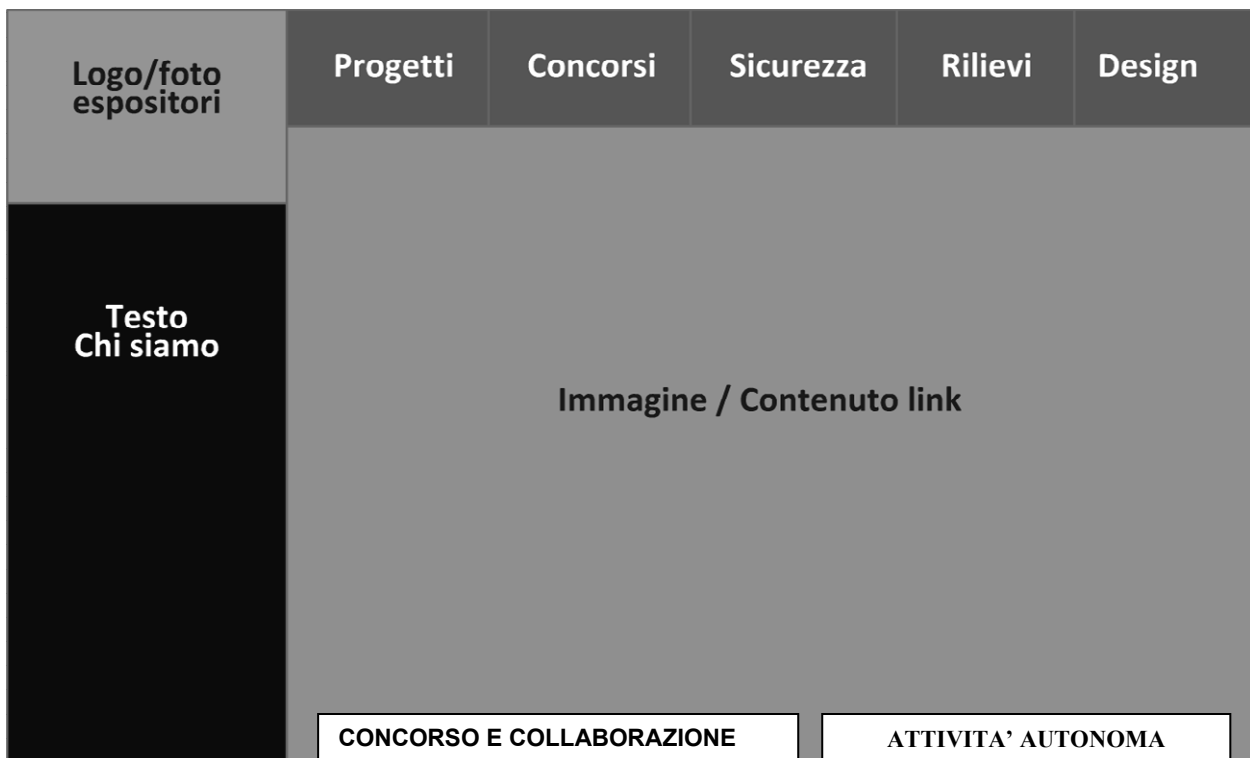 Logo/foto
espositori
Progetti
Concorsi
Sicurezza
Rilievi
Design
Testo
Chi siamo
Immagine / Contenuto link
CONCORSO E COLLABORAZIONE
ATTIVITA’ AUTONOMA